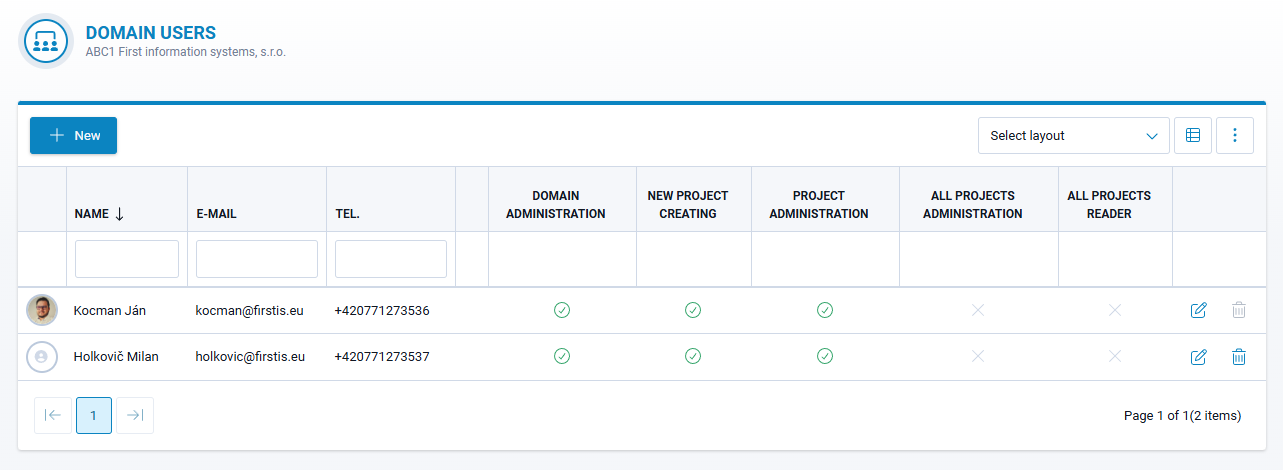 DOMAIN USERS
ABC1 First information systems, s.r.o.
New
Select layout
NAME
E-MAIL
TEL.
DOMAIN
ADMINISTRATION
NEW PROJECT
CREATING
PROJECT
ADMINISTRATION
ALL PROJECTS
ADMINISTRATION
ALL PROJECTS
READER
Kocman Ján kocman@firstis.eu +420771273536
Holkovič Milan holkovic@firstis.eu +420771273537
1
Page 1 of 1(2 items)